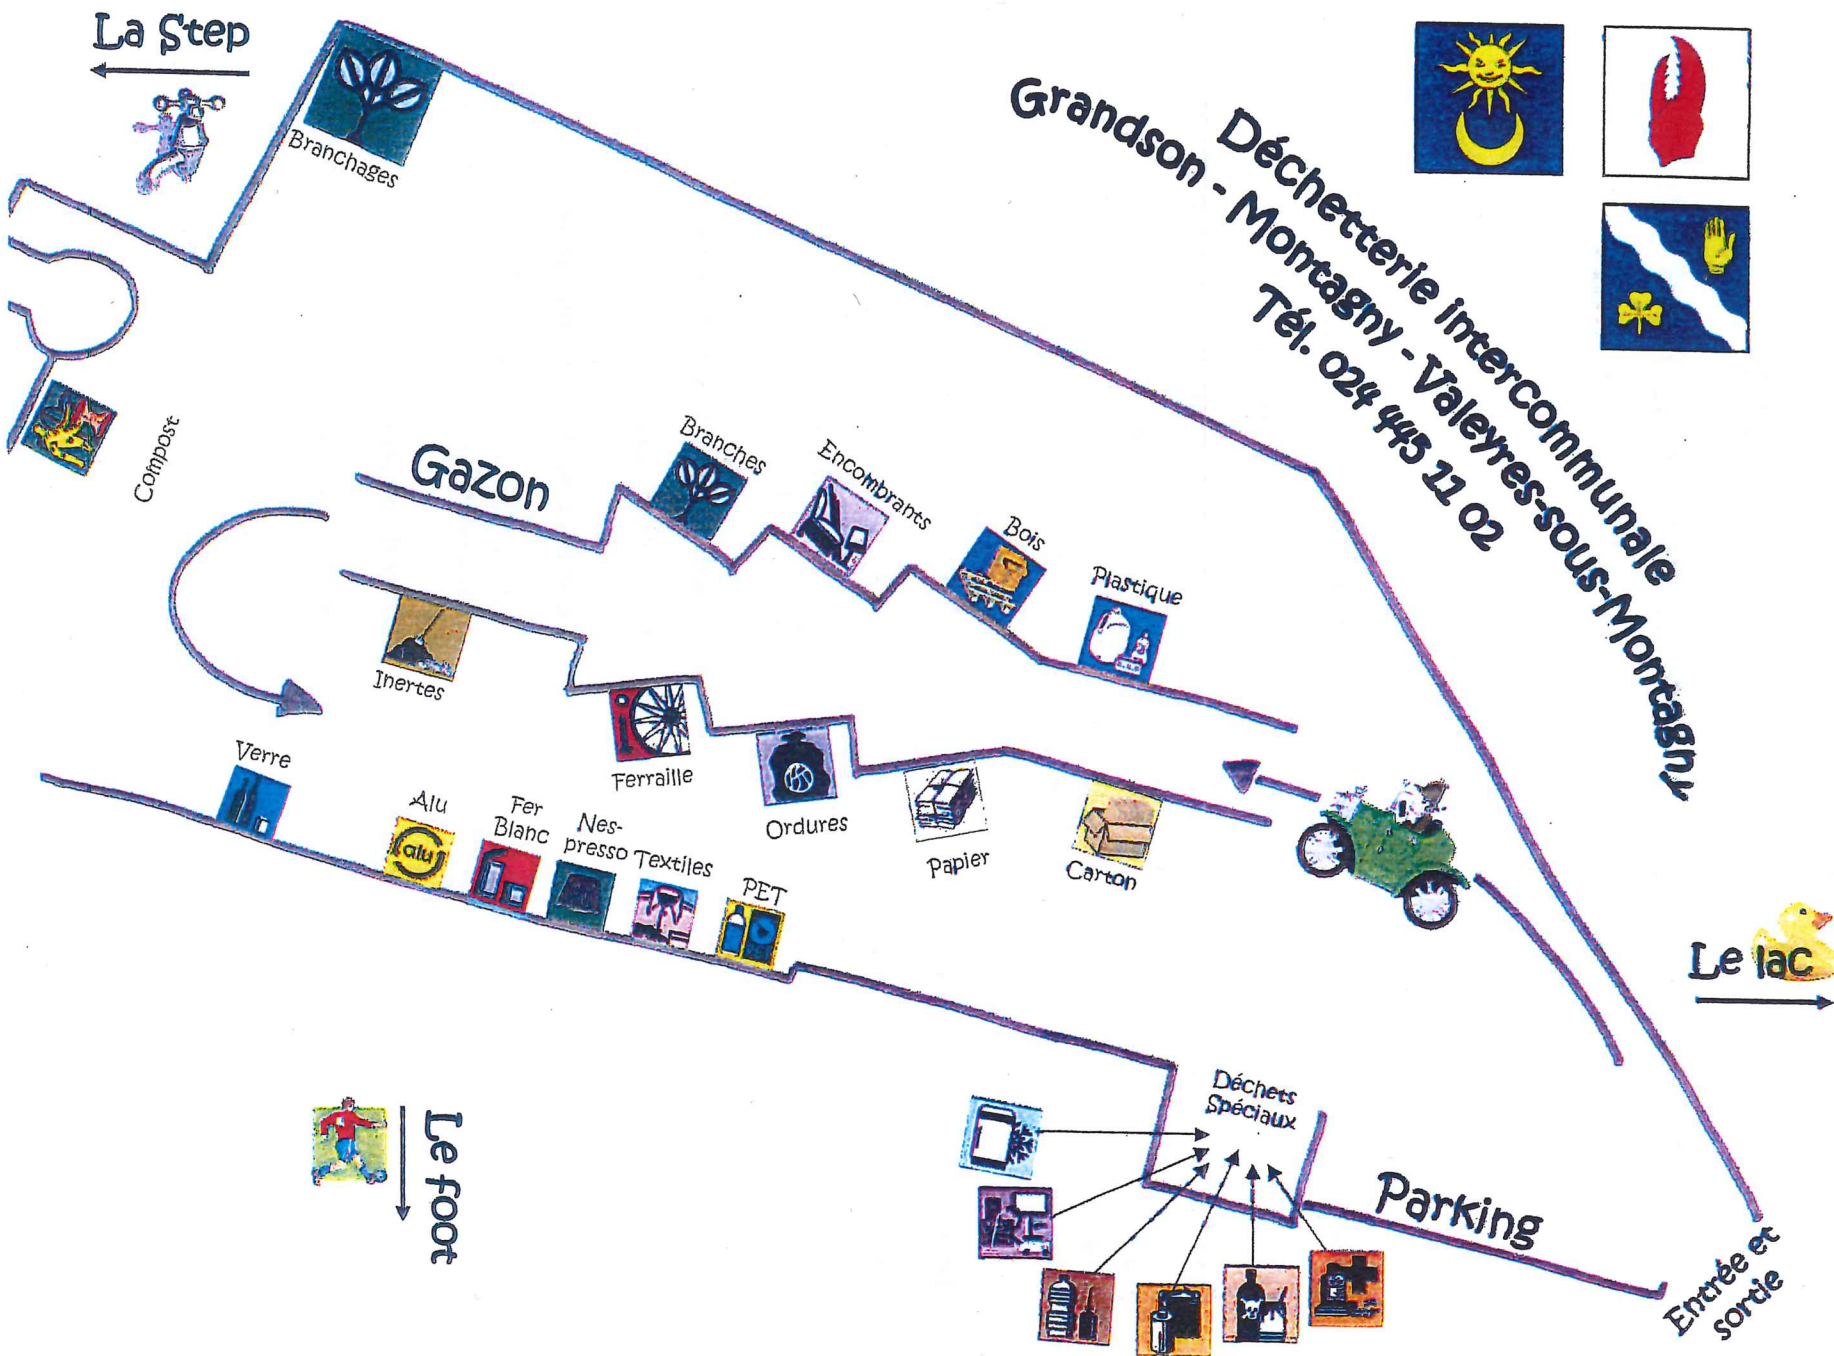 La Step
Branchages
Déchetterie intercommunale
Grandson - Montagny - Valeyres-sous-Montagny
Tél. 024 445 11 02
Compost
Gazon
Branches
Encombrants
Bois
Plastique
Inertes
Ferraille
Ordures
Papier
Carton
Verre
Alu
alu
Fer
Blanc
Nes-
presso
Textiles
PET
Le lac
Le foot
Déchets
Spéciaux
Parking
Entrée et
sortie